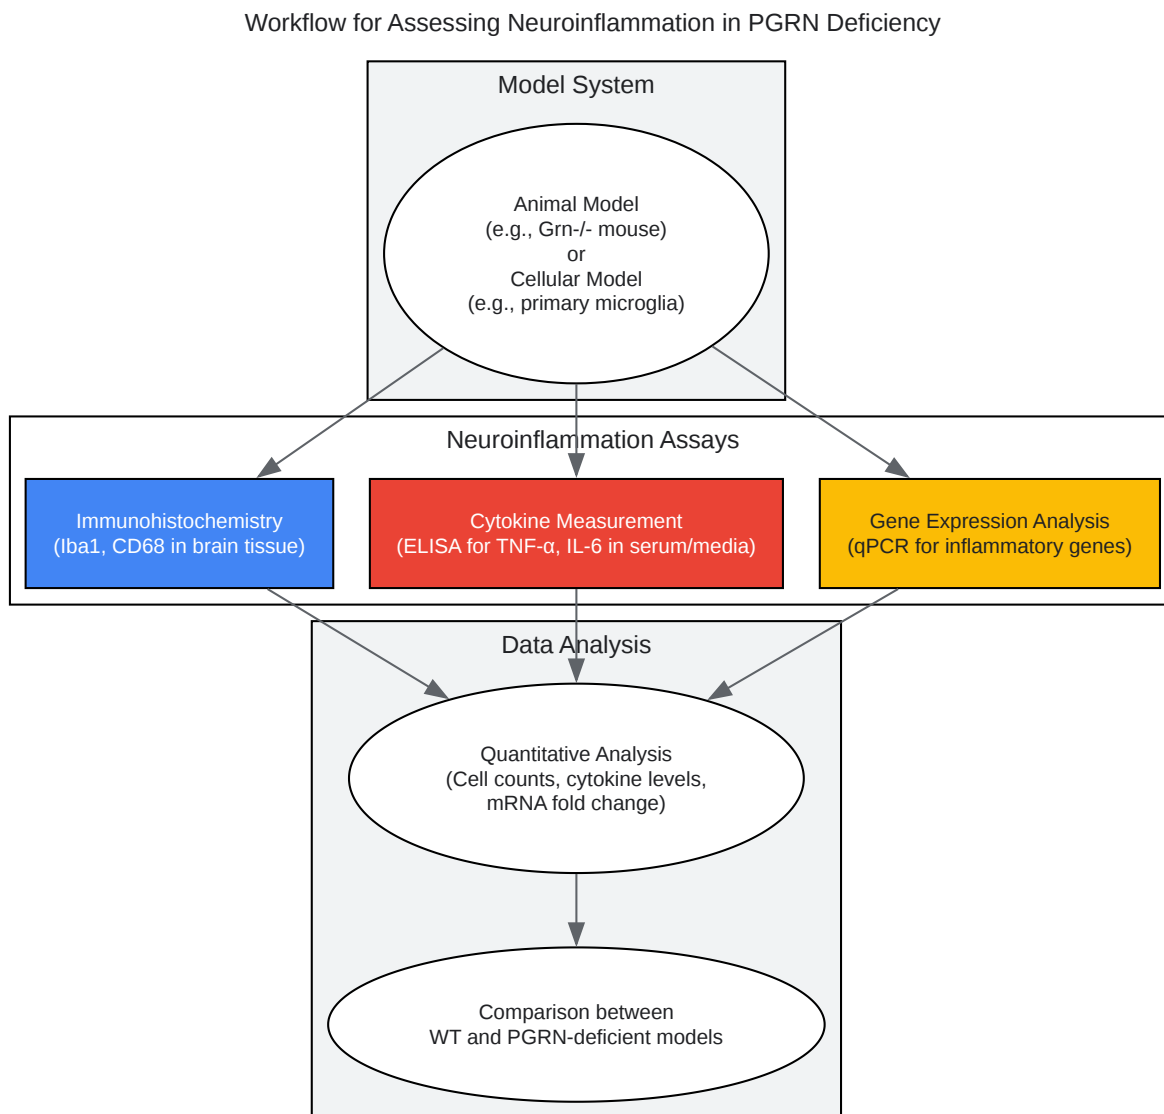 Workflow for Assessing Neuroinflammation in PGRN Deficiency
Model System
Animal Model
(e.g., Grn-/- mouse)
or
Cellular Model
(e.g., primary microglia)
Neuroinflammation Assays
Immunohistochemistry
(Iba1, CD68 in brain tissue)
Cytokine Measurement
(ELISA for TNF-α, IL-6 in serum/media)
Gene Expression Analysis
(qPCR for inflammatory genes)
Data Analysis
Quantitative Analysis
(Cell counts, cytokine levels,
mRNA fold change)
Comparison between
WT and PGRN-deficient models